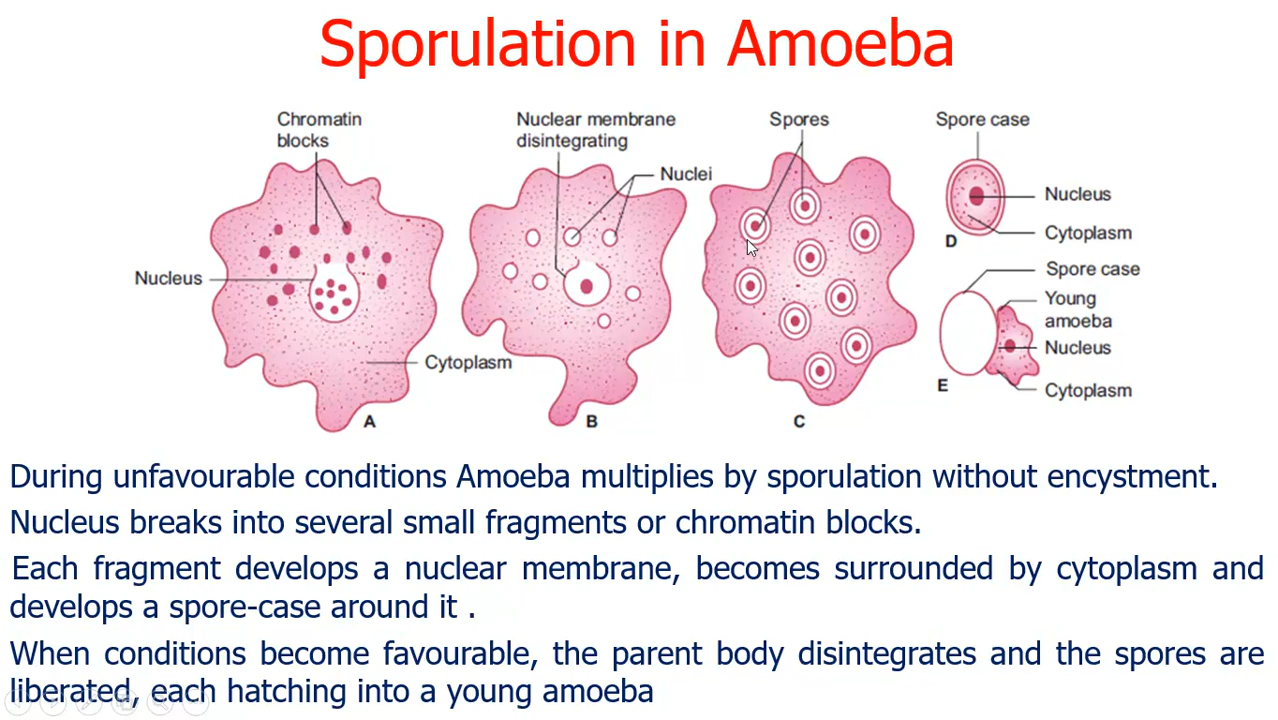 Sporulation in Amoeba
Chromatin
blocks
Nucleus
Cytoplasm
A
Nuclear membrane
disintegrating
Nuclei
B
Spores
C
Spore case
Nucleus
Cytoplasm
D
Spore case
Young
amoeba
Nucleus
Cytoplasm
E
During unfavourable conditions Amoeba multiplies by sporulation without encystment.
Nucleus breaks into several small fragments or chromatin blocks.
Each fragment develops a nuclear membrane, becomes surrounded by cytoplasm and
develops a spore-case around it .
When conditions become favourable, the parent body disintegrates and the spores are
liberated, each hatching into a young amoeba